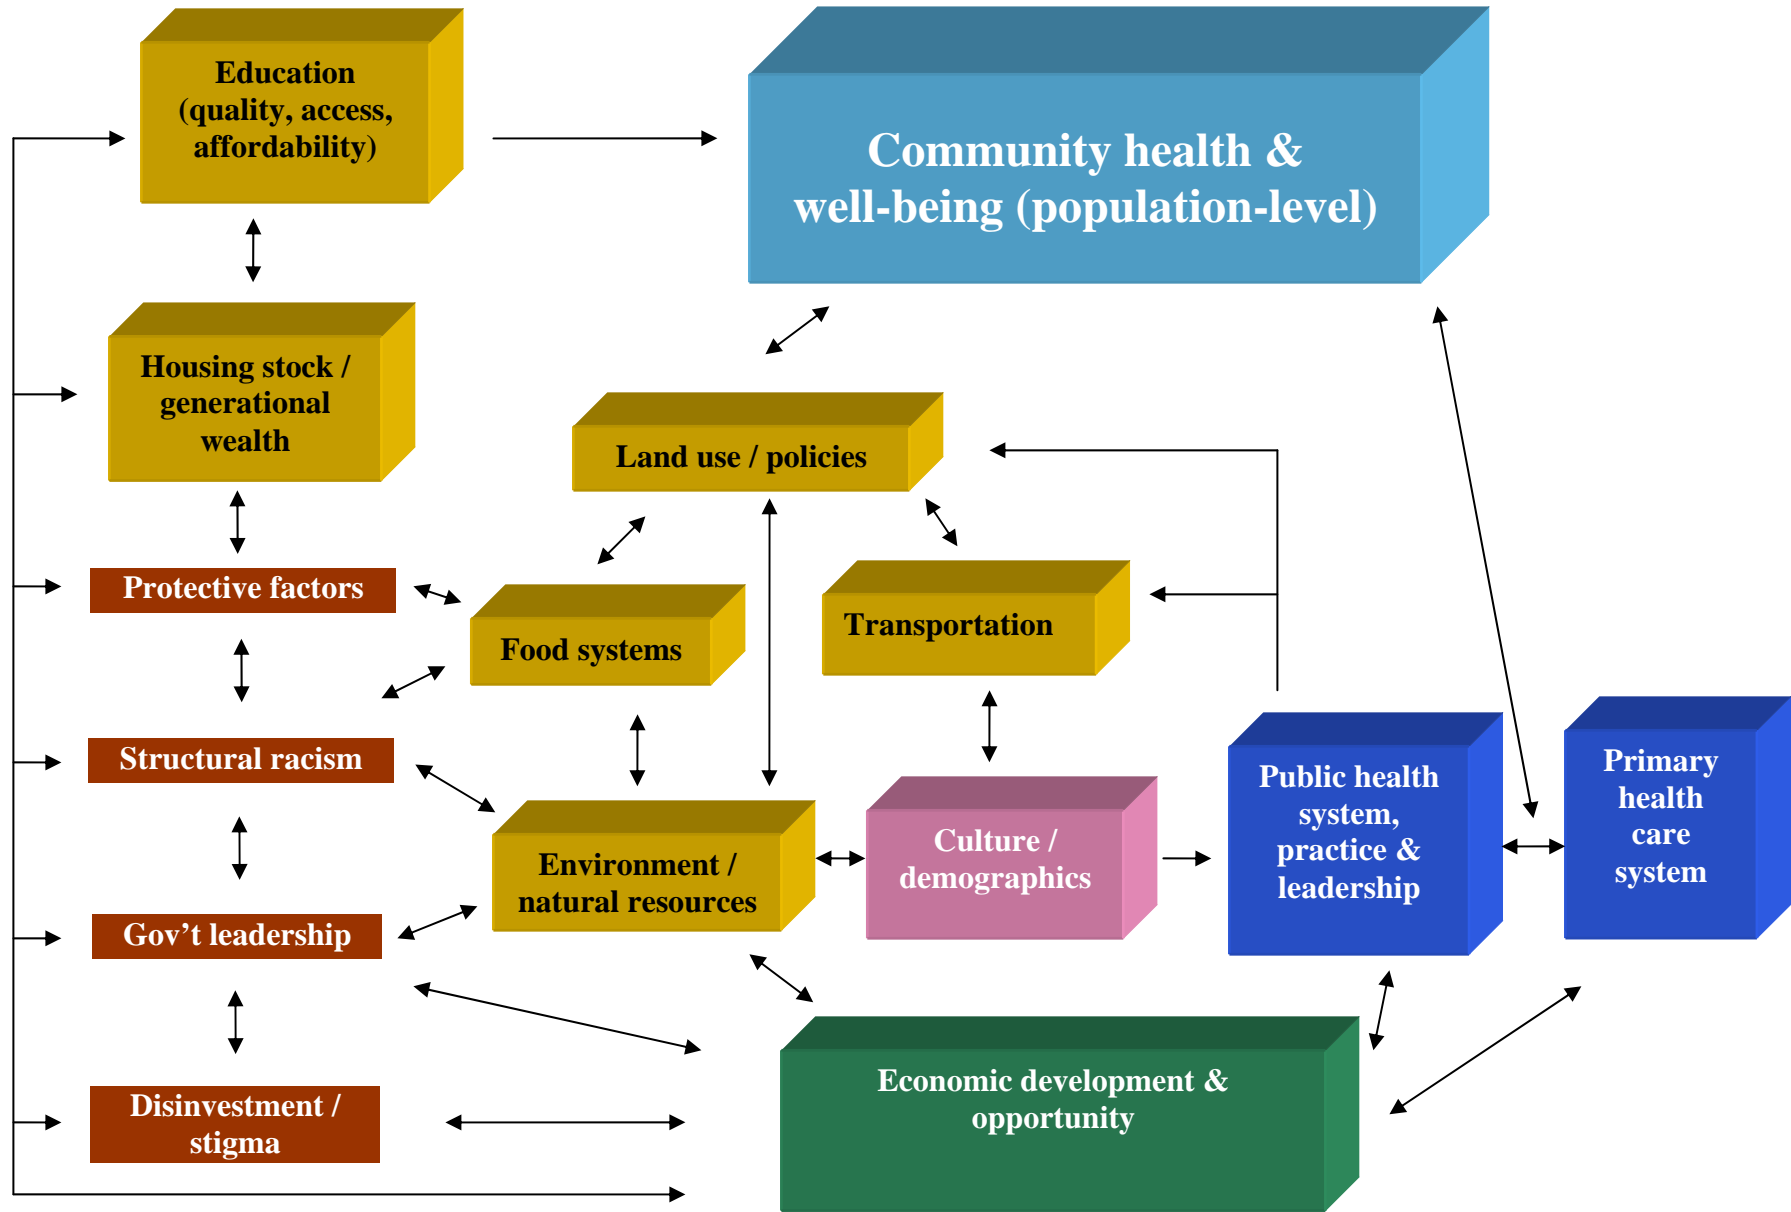 Education
(quality, access,
affordability)
Community health &
well-being (population-level)
Housing stock /
generational
wealth
Land use / policies
Protective factors
Food systems
Transportation
Structural racism
Public health
system,
practice &
leadership
Primary
health
care
system
Environment /
natural resources
Culture /
demographics
Gov’t leadership
Economic development &
opportunity
Disinvestment /
stigma